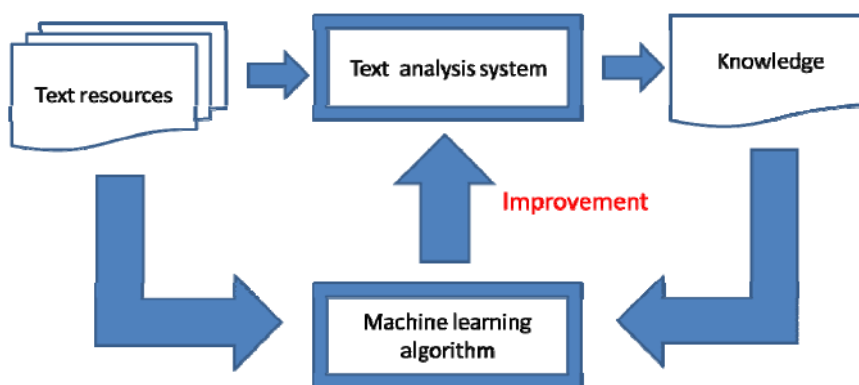 Text resources
Text analysis system
Knowledge
Improvement
Machine learning
algorithm